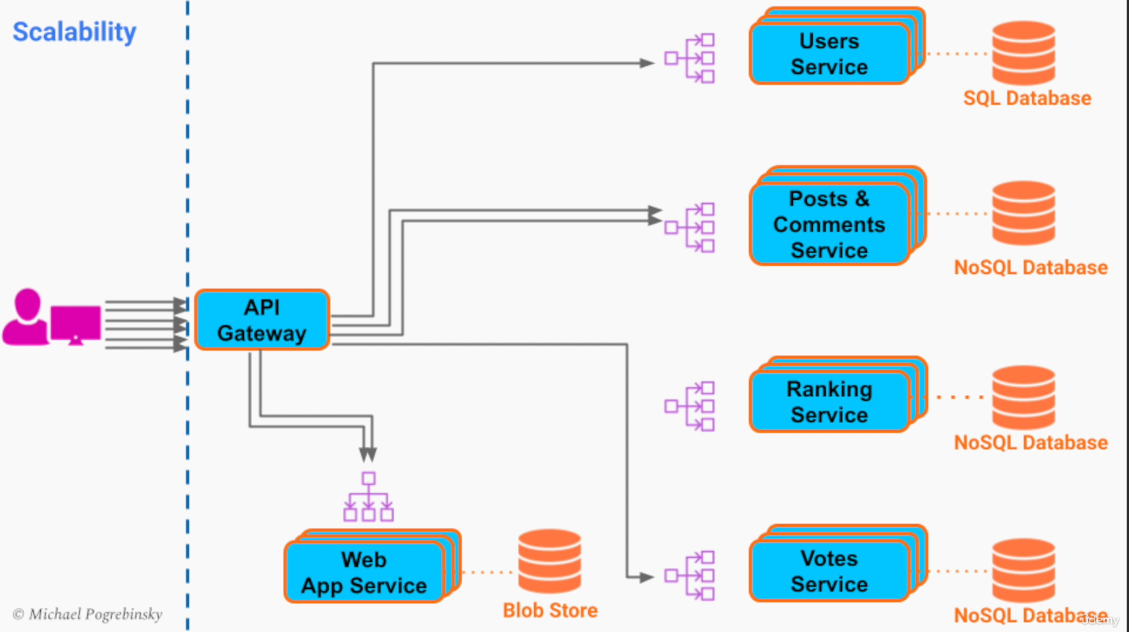 Scalability
Users
Service
SQL Database
Posts &
Comments
Service
NoSQL Database
API
Gateway
Ranking
Service
NoSQL Database
Web
App Service
Blob Store
Votes
Service
NoSQL Database
© Michael Pogrebinsky
Udemy